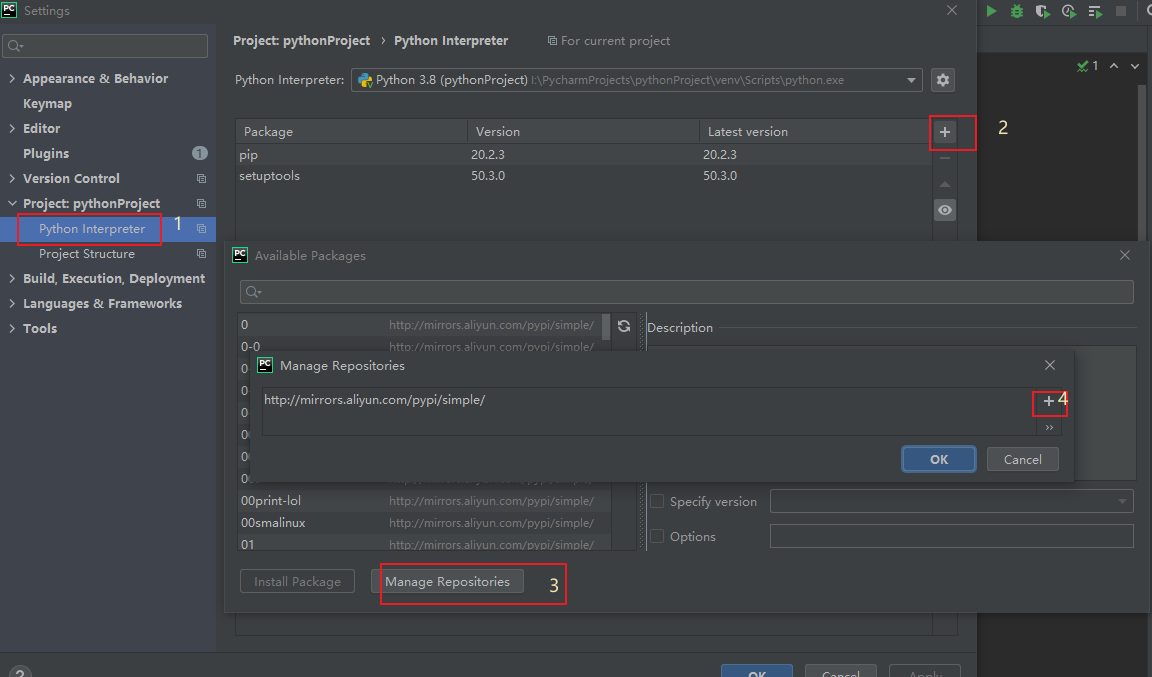 PC Settings
Project: pythonProject › Python Interpreter For current project
Python Interpreter: Python 3.8 (pythonProject) I:\PycharmProjects\pythonProject\venv\Scripts\python.exe
1
Appearance & Behavior
Keymap
Editor
Plugins 1
Version Control
Project: pythonProject
Python Interpreter 1
Project Structure
Build, Execution, Deployment
Languages & Frameworks
Tools
Package Version Latest version
2
pip 20.2.3 20.2.3
setuptools 50.3.0 50.3.0
PC Available Packages
0 http://mirrors.aliyun.com/pypi/simple/
0-0 http://mirrors.aliyun.com/pypi/simple/
Description
PC Manage Repositories
http://mirrors.aliyun.com/pypi/simple/
4
OK Cancel
00print-lol http://mirrors.aliyun.com/pypi/simple/
00smalinux http://mirrors.aliyun.com/pypi/simple/
01 http://mirrors.aliyun.com/pypi/simple/
Specify version
Options
Install Package Manage Repositories 3
? OK Cancel Apply